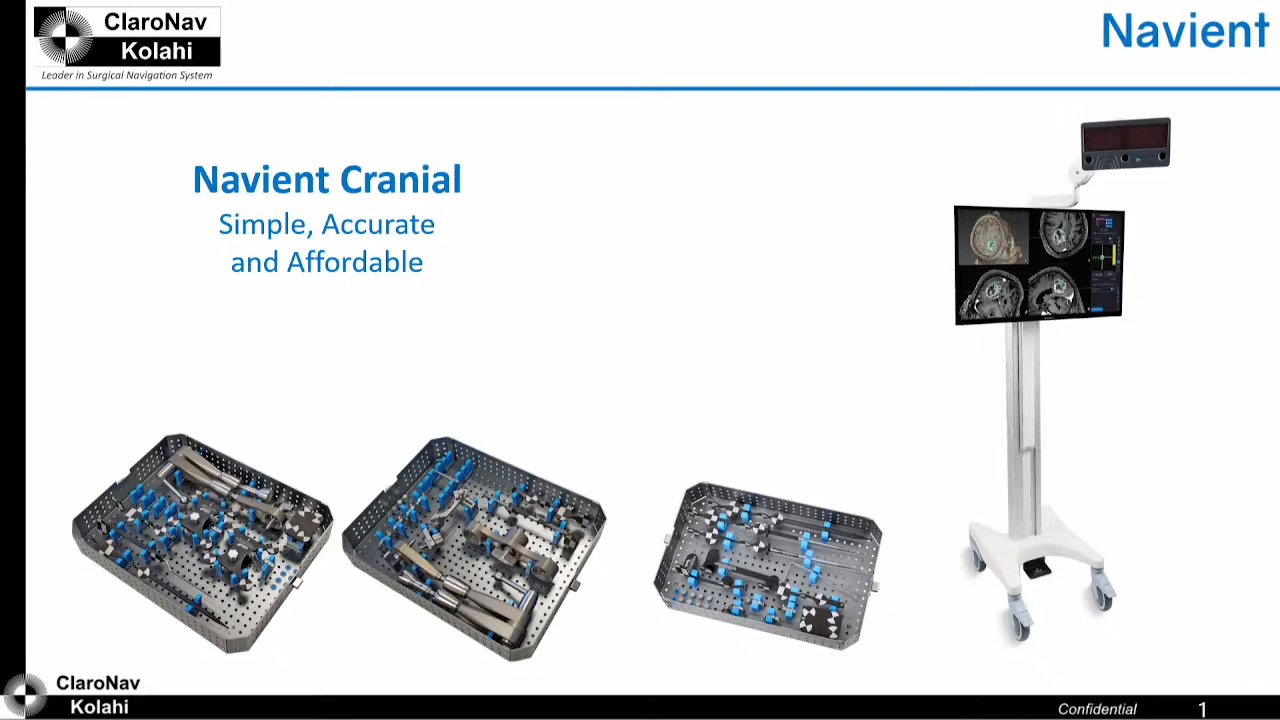 ClaroNav
Kolahi
Leader in Surgical Navigation System
Navient
Navient Cranial
Simple, Accurate
and Affordable
ClaroNav
Kolahi
Confidential
1